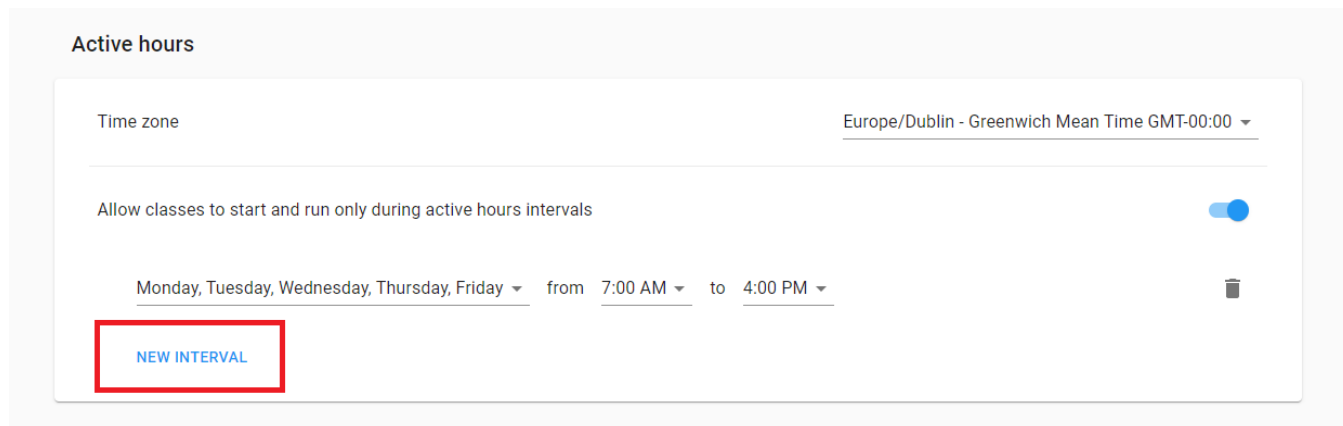 Active hours
Time zone Europe/Dublin - Greenwich Mean Time GMT-00:00
Allow classes to start and run only during active hours intervals
Monday, Tuesday, Wednesday, Thursday, Friday from 7:00 AM to 4:00 PM
NEW INTERVAL